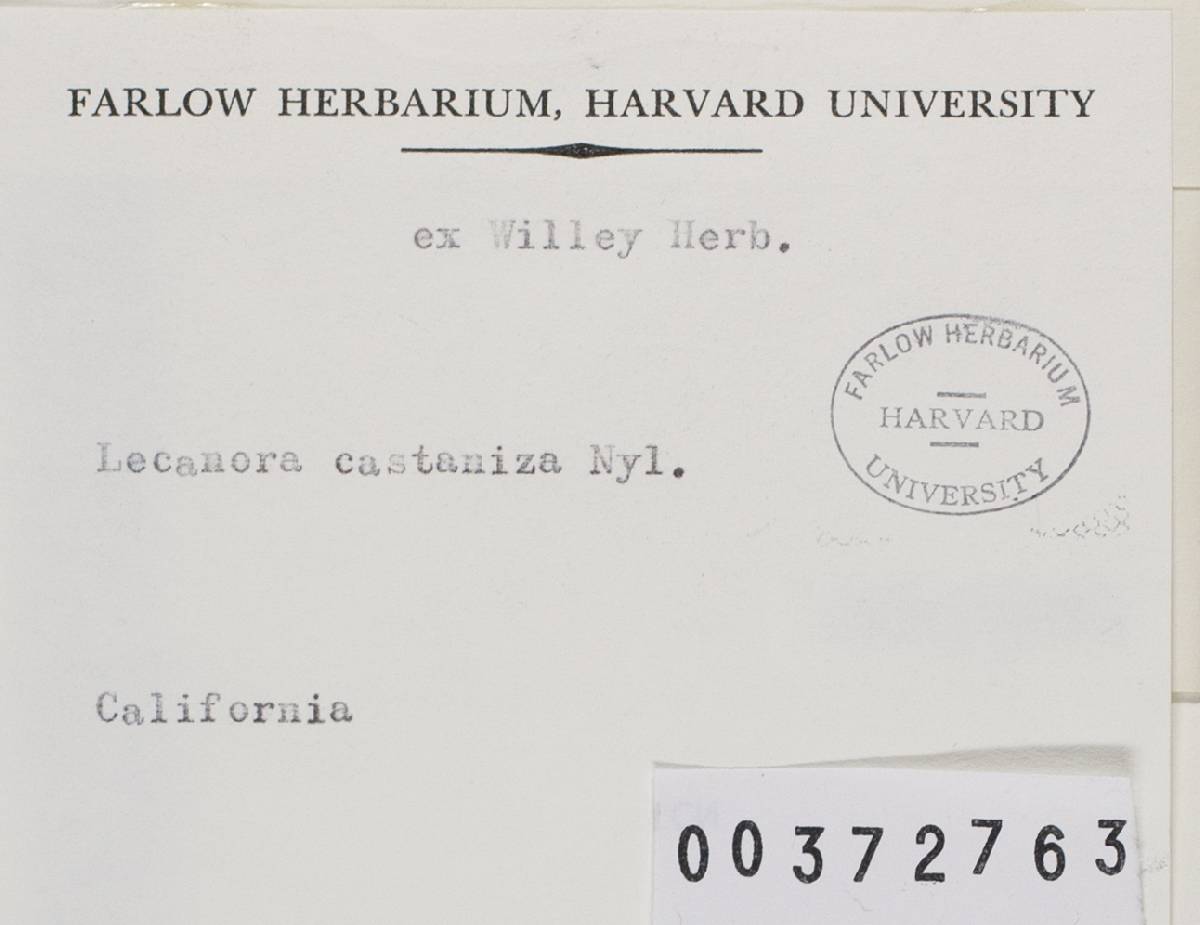 FARLOW HERBARIUM, HARVARD UNIVERSITY
ex Willey Herb.
FARLOW HERBARIUM
HARVARD
UNIVERSITY
Lecanora castaniza Nyl.
California
00372763